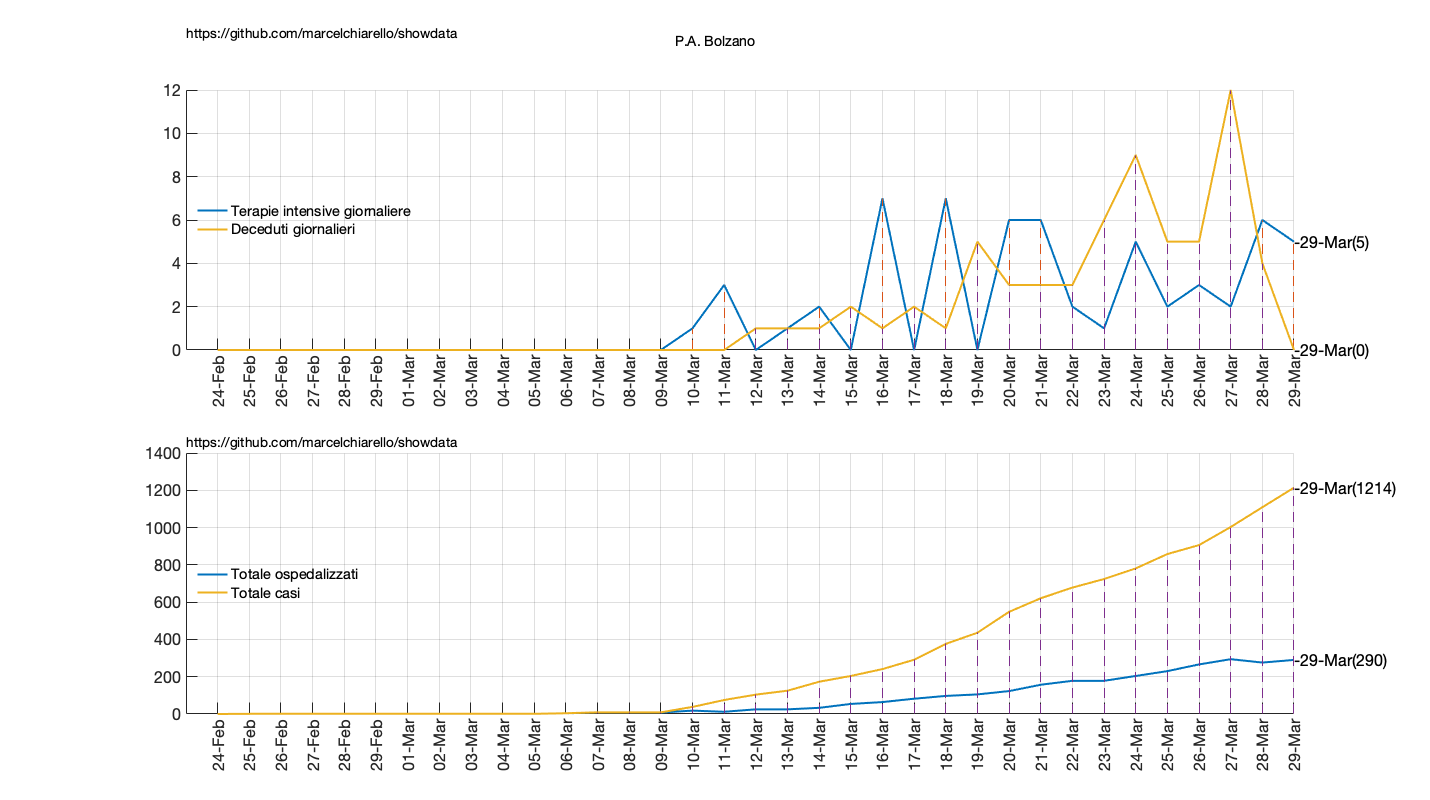 https://github.com/marcelchiarello/showdata
P.A. Bolzano
12
10
8
6
4
2
0
Terapie intensive giornaliere
Deceduti giornalieri
-29-Mar(5)
-29-Mar(0)
24-Feb 25-Feb 26-Feb 27-Feb 28-Feb 29-Feb 01-Mar 02-Mar 03-Mar 04-Mar 05-Mar 06-Mar 07-Mar 08-Mar 09-Mar 10-Mar 11-Mar 12-Mar 13-Mar 14-Mar 15-Mar 16-Mar 17-Mar 18-Mar 19-Mar 20-Mar 21-Mar 22-Mar 23-Mar 24-Mar 25-Mar 26-Mar 27-Mar 28-Mar 29-Mar
https://github.com/marcelchiarello/showdata
1400
1200
1000
800
600
400
200
0
Totale ospedalizzati
Totale casi
-29-Mar(1214)
-29-Mar(290)
24-Feb 25-Feb 26-Feb 27-Feb 28-Feb 29-Feb 01-Mar 02-Mar 03-Mar 04-Mar 05-Mar 06-Mar 07-Mar 08-Mar 09-Mar 10-Mar 11-Mar 12-Mar 13-Mar 14-Mar 15-Mar 16-Mar 17-Mar 18-Mar 19-Mar 20-Mar 21-Mar 22-Mar 23-Mar 24-Mar 25-Mar 26-Mar 27-Mar 28-Mar 29-Mar